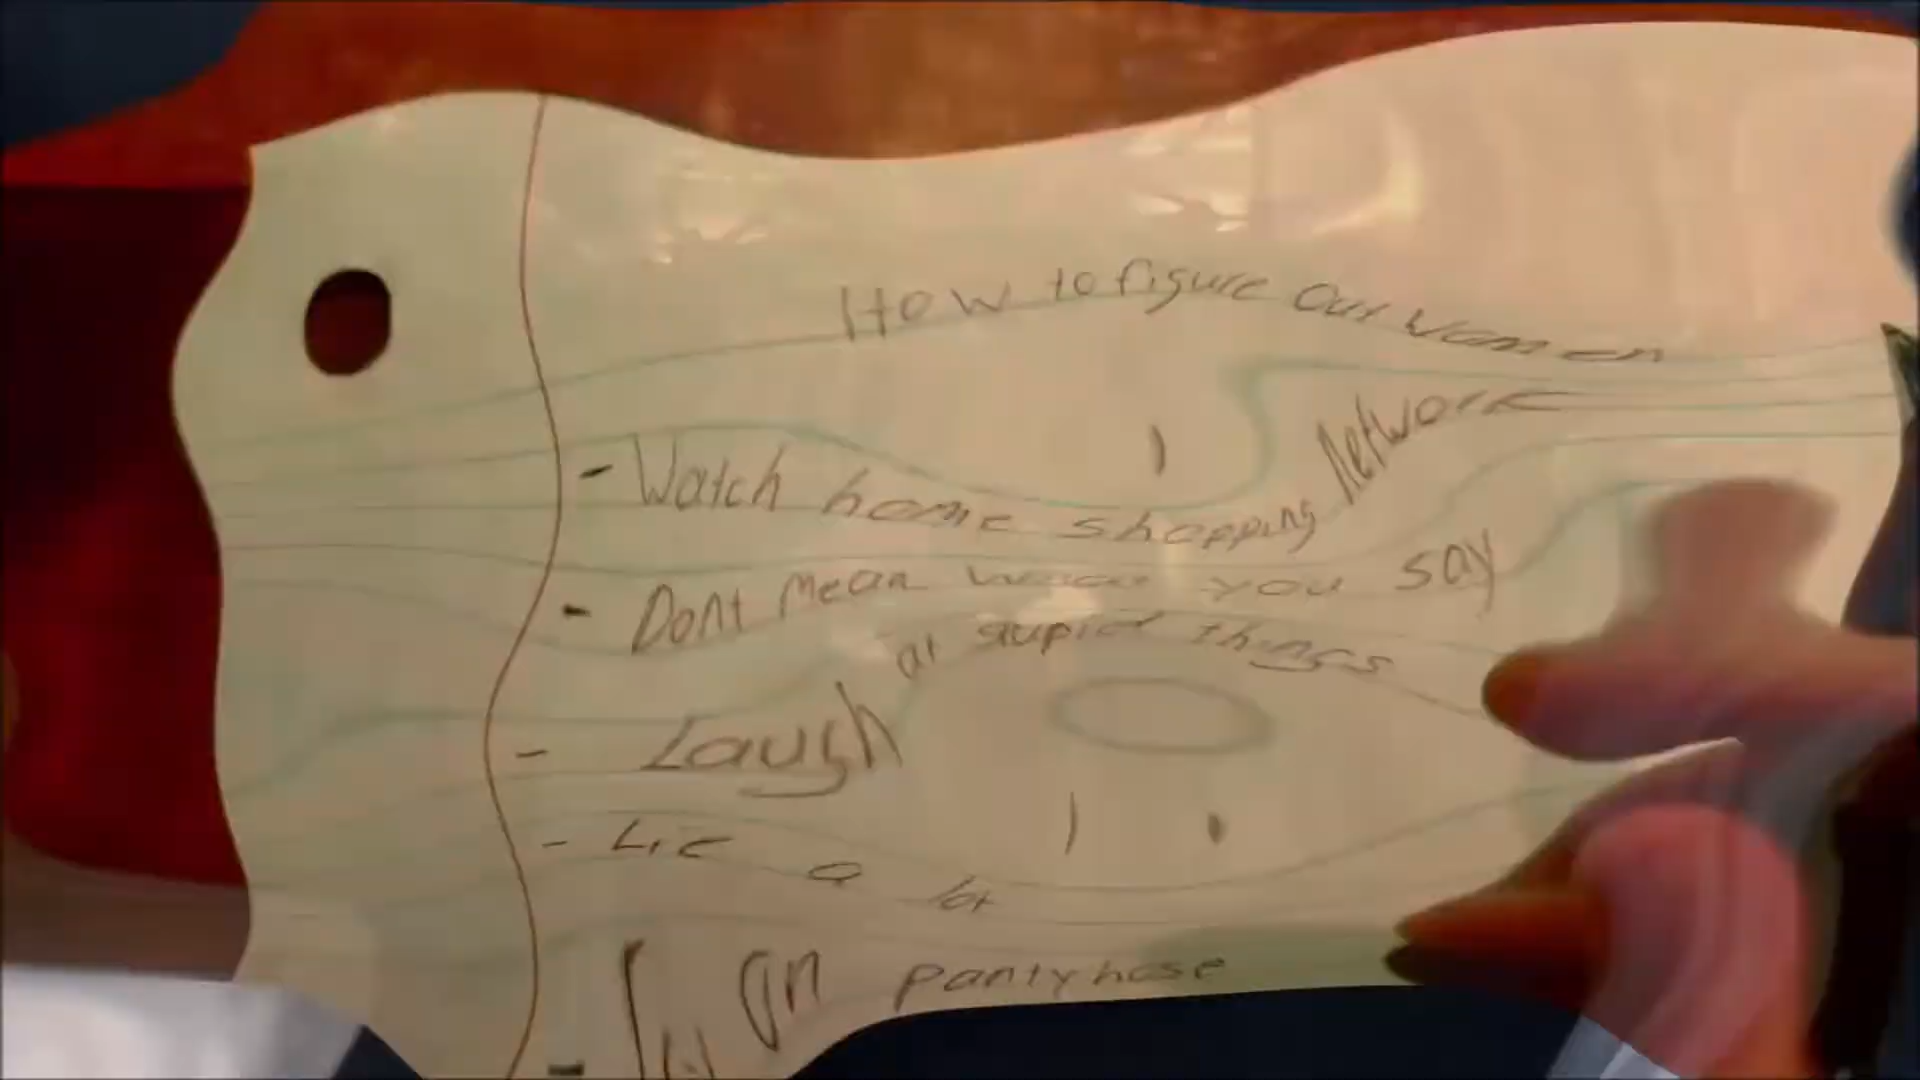 How to figure Out Women
- Watch home shopping Network
- Dont Mean what you say
- Laugh at stupid things
- Lie a lot
- on pantyhose